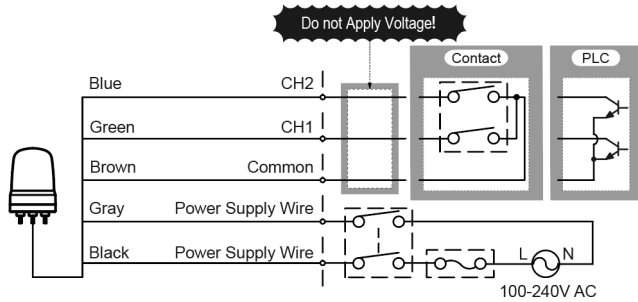 Do not Apply Voltage!
Contact
PLC
Blue CH2
Green CH1
Brown Common
Gray Power Supply Wire
Black Power Supply Wire
L N
100-240V AC